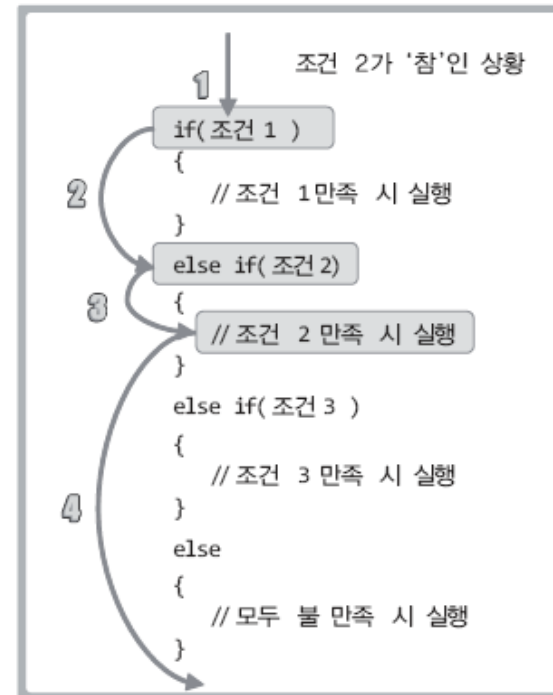 조건 2가 '참'인 상황
1
if( 조건 1 )
{
// 조건 1만족 시 실행
2
}
else if( 조건 2)
3
{
// 조건 2 만족 시 실행
}
else if( 조건 3 )
{
// 조건 3 만족 시 실행
4
}
else
{
// 모두 불 만족 시 실행
}